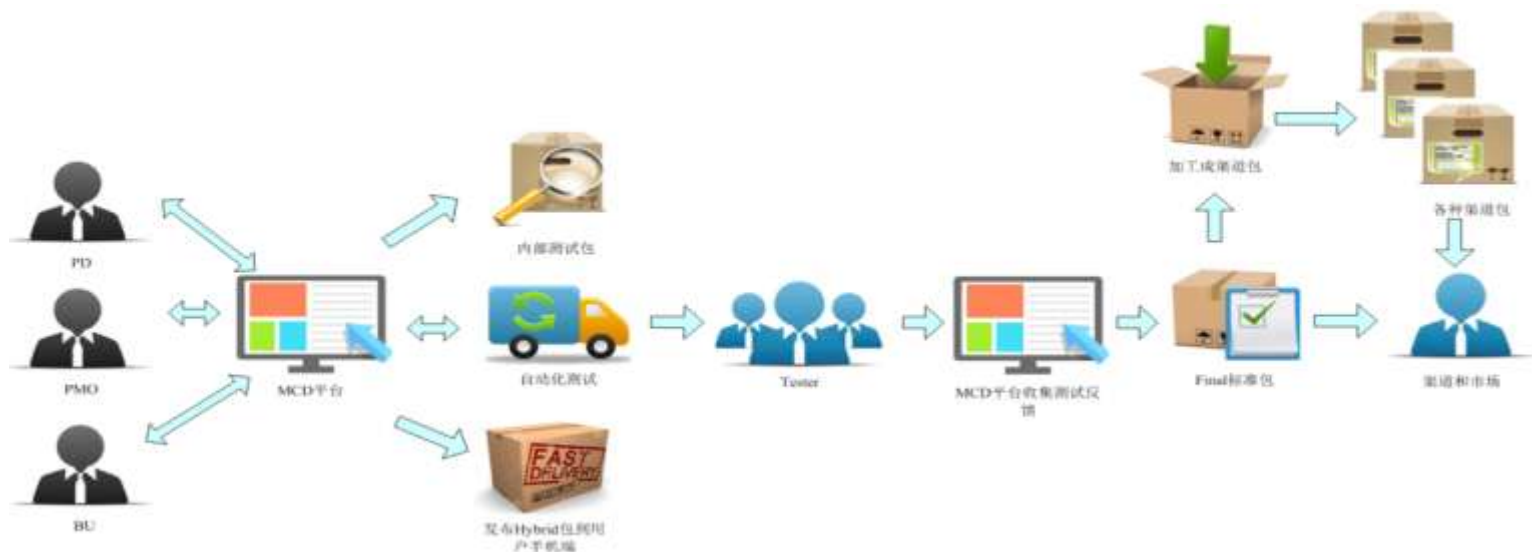 加工成渠道包
各种渠道包
内部测试包
PD
PMO
MCD平台
自动化测试
Tester
MCD平台收集测试反
馈
Final标准包
渠道和市场
BU
FAST
DELIVERY
发布Hybrid包到用
户手机端